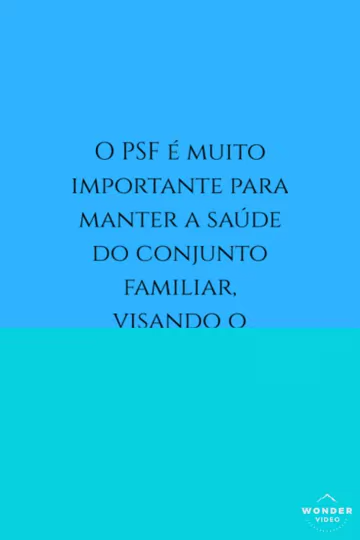 O PSF É MUITO
IMPORTANTE PARA
MANTER A SAÚDE
DO CONJUNTO
FAMILIAR,
VISANDO O
WONDER
VIDEO